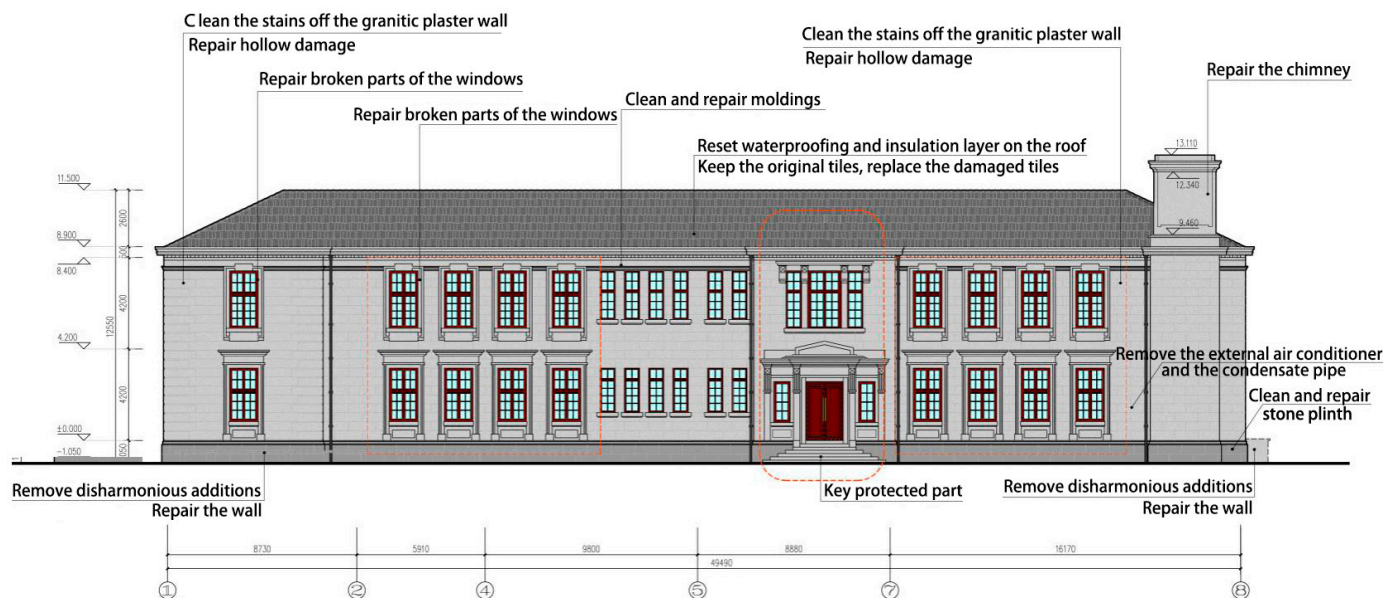 C lean the stains off the granitic plaster wall
Repair hollow damage
Clean the stains off the granitic plaster wall
Repair hollow damage
Repair the chimney
Repair broken parts of the windows
Repair broken parts of the windows
Clean and repair moldings
Reset waterproofing and insulation layer on the roof
Keep the original tiles, replace the damaged tiles
13.110
12.340
9.460
11.500
2600
8.900
500
8.400
4200
12550
4.200
4200
±0.000
-1.050
Remove the external air conditioner
and the condensate pipe
Clean and repair
stone plinth
Remove disharmonious additions
Repair the wall
Key protected part
Remove disharmonious additions
Repair the wall
8730
5910
9800
8880
16170
49490
1
2
4
5
7
8